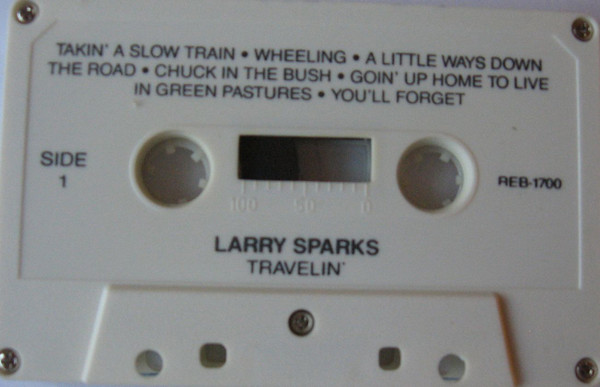 TAKIN' A SLOW TRAIN • WHEELING • A LITTLE WAYS DOWN
THE ROAD • CHUCK IN THE BUSH • GOIN' UP HOME TO LIVE
IN GREEN PASTURES • YOU'LL FORGET
SIDE
1
REB-1700
100 50 0
LARRY SPARKS
TRAVELIN'